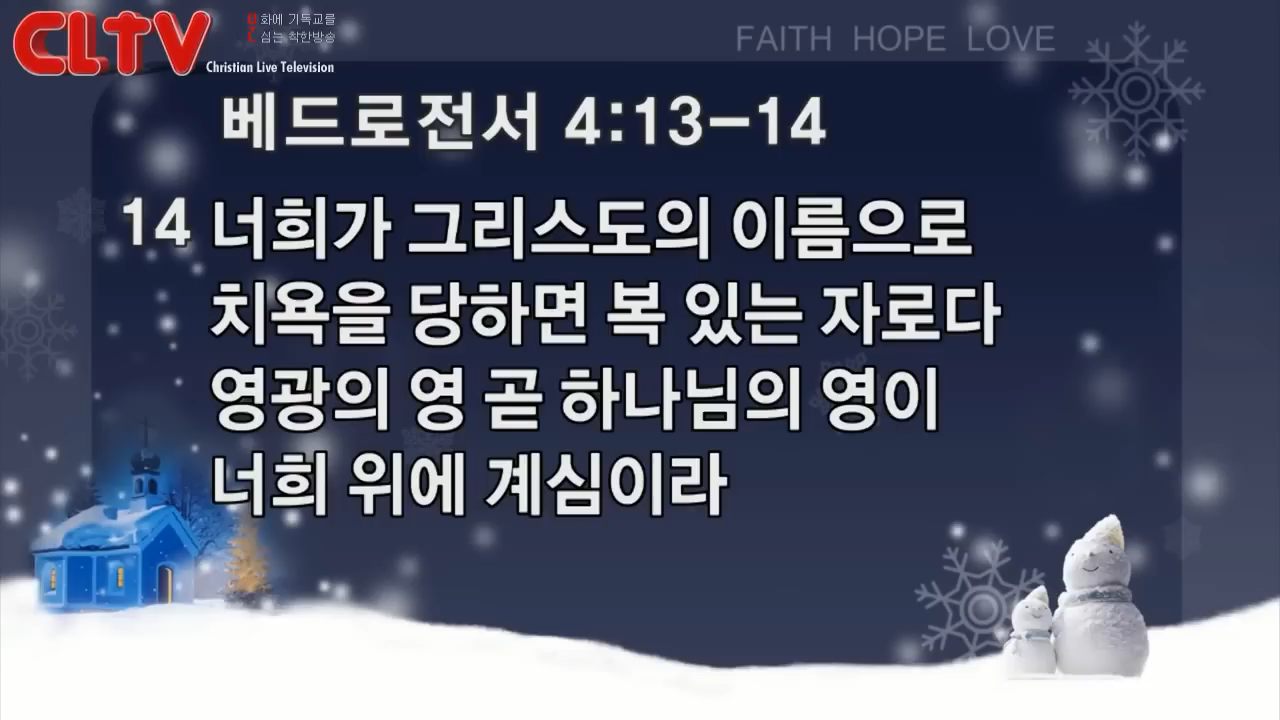 CLTV
문화에 기독교를
심는 착한방송
Christian Live Television
FAITH HOPE LOVE
베드로전서 4:13-14
14 너희가 그리스도의 이름으로
치욕을 당하면 복 있는 자로다
영광의 영 곧 하나님의 영이
너희 위에 계심이라